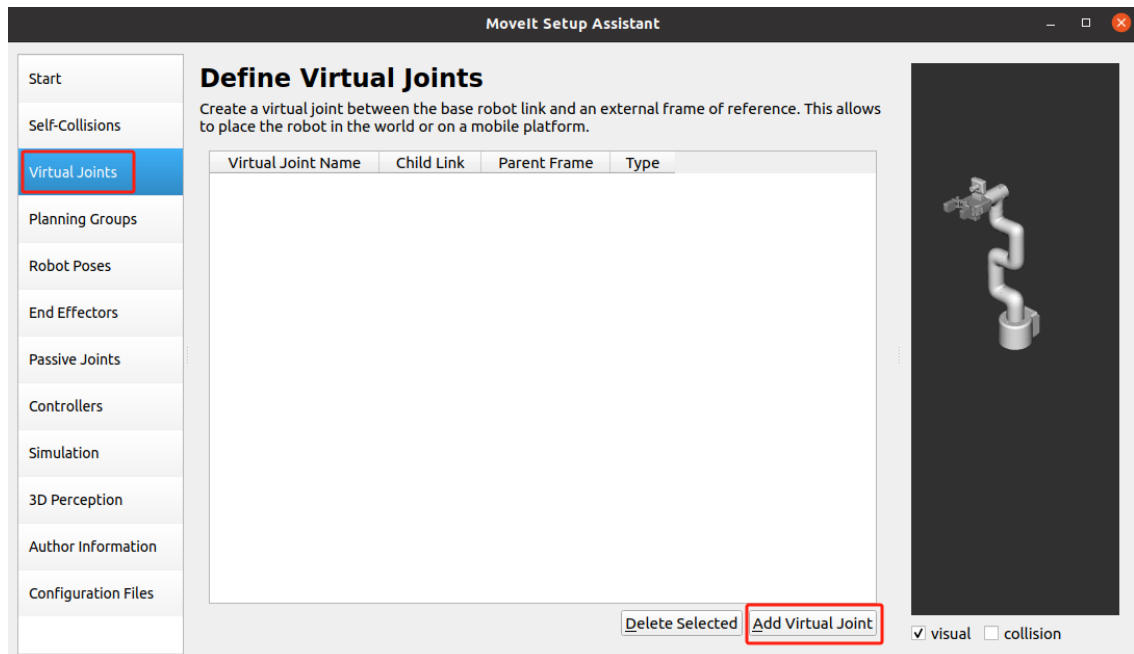 MoveIt Setup Assistant
Start
Self-Collisions
Virtual Joints
Planning Groups
Robot Poses
End Effectors
Passive Joints
Controllers
Simulation
3D Perception
Author Information
Configuration Files
Define Virtual Joints
Create a virtual joint between the base robot link and an external frame of reference. This allows
to place the robot in the world or on a mobile platform.
Virtual Joint Name Child Link Parent Frame Type
Delete Selected Add Virtual Joint
visual collision